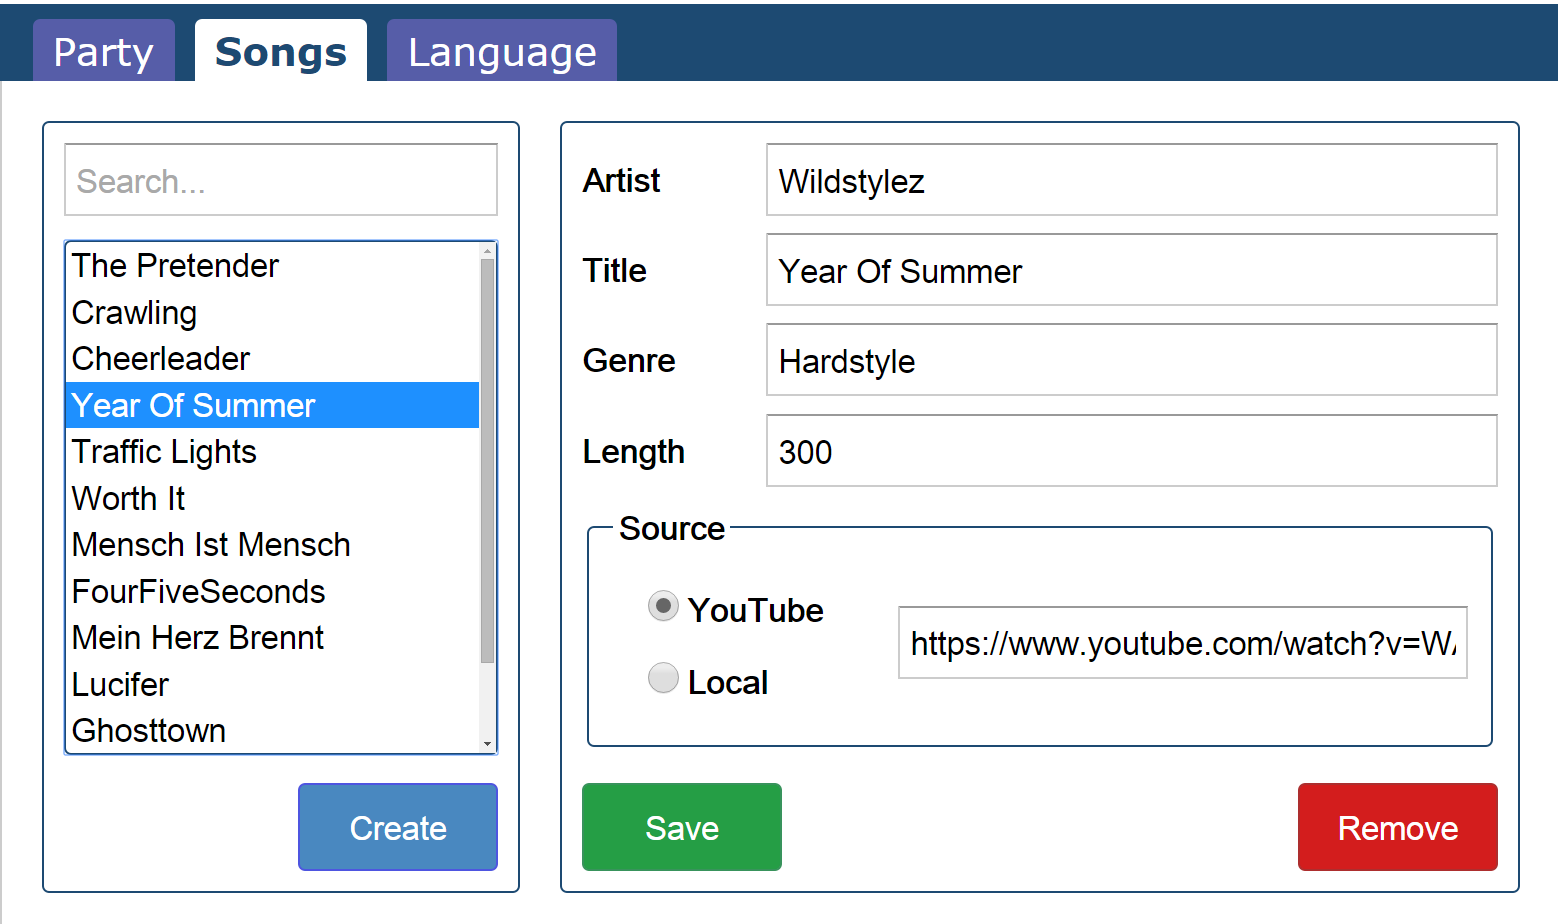 Party Songs Language
Search...
The Pretender
Crawling
Cheerleader
Year Of Summer
Traffic Lights
Worth It
Mensch Ist Mensch
FourFiveSeconds
Mein Herz Brennt
Lucifer
Ghosttown
Create
Artist Wildstylez
Title Year Of Summer
Genre Hardstyle
Length 300
Source
YouTube
https://www.youtube.com/watch?v=W
Local
Save Remove